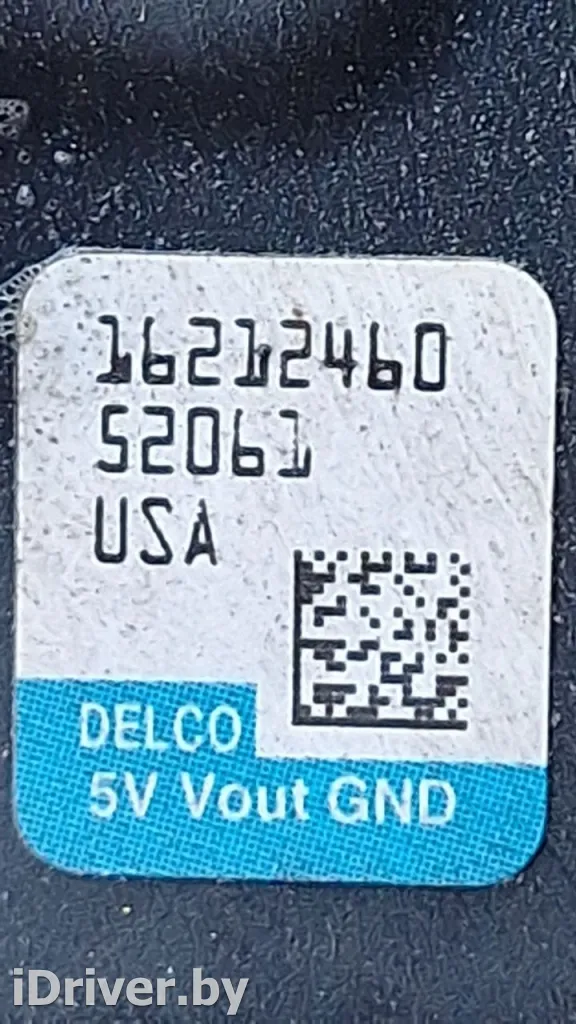 16212460
52061
USA
DELCO
5V Vout GND
iDriver.by